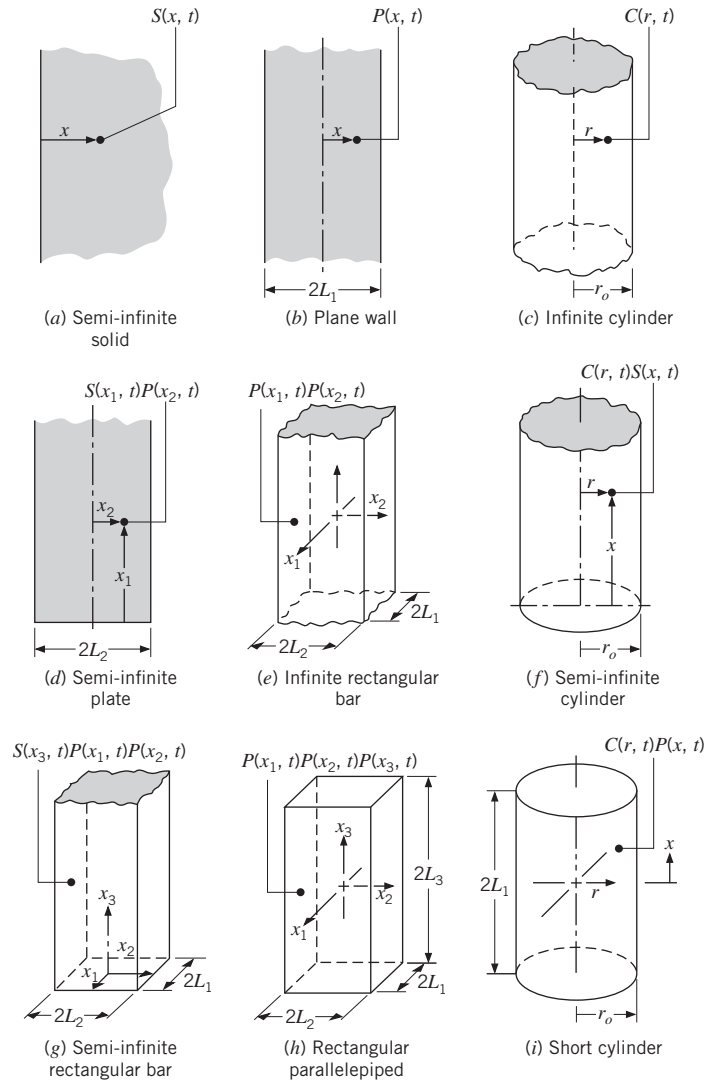 S(x, t)
P(x, t)
C(r, t)
x
x
r
2L₁
rₒ
(a) Semi-infinite
solid
(b) Plane wall
(c) Infinite cylinder
S(x₁, t)P(x₂, t)
P(x₁, t)P(x₂, t)
C(r, t)S(x, t)
x₂
x₁
x₂
x₁
r
x
2L₂
2L₂
2L₁
rₒ
(d) Semi-infinite
plate
(e) Infinite rectangular
bar
(f) Semi-infinite
cylinder
S(x₃, t)P(x₁, t)P(x₂, t)
P(x₁, t)P(x₂, t)P(x₃, t)
C(r, t)P(x, t)
x₃
x₂
x₁
2L₁
2L₂
x₃
x₂
x₁
2L₃
2L₁
2L₂
2L₁
r
x
rₒ
(g) Semi-infinite
rectangular bar
(h) Rectangular
parallelepiped
(i) Short cylinder